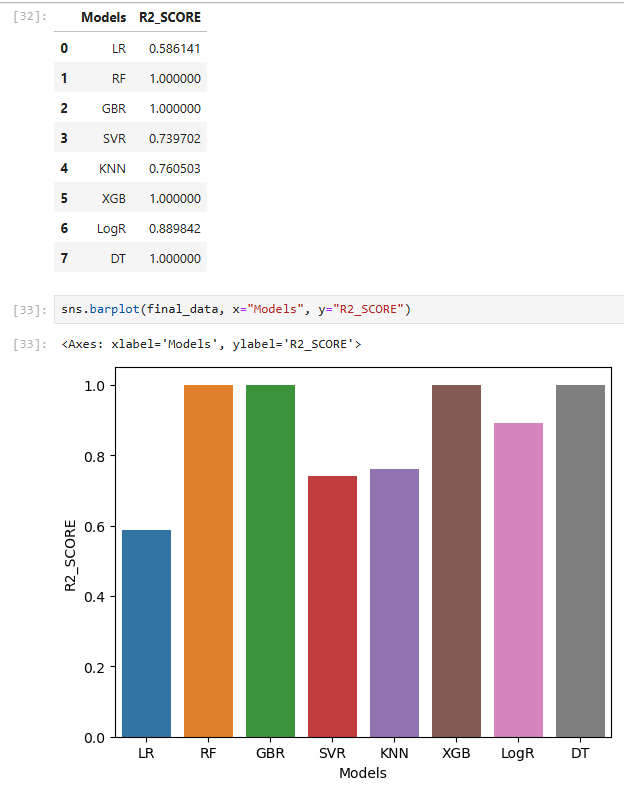 [32]: Models R2_SCORE
0 LR 0.586141
1 RF 1.000000
2 GBR 1.000000
3 SVR 0.739702
4 KNN 0.760503
5 XGB 1.000000
6 LogR 0.889842
7 DT 1.000000
[33]: sns.barplot(final_data, x="Models", y="R2_SCORE")
[33]: <Axes: xlabel='Models', ylabel='R2_SCORE'>
1.0
0.8
0.6
0.4
0.2
0.0
R2_SCORE
LR RF GBR SVR KNN XGB LogR DT
Models